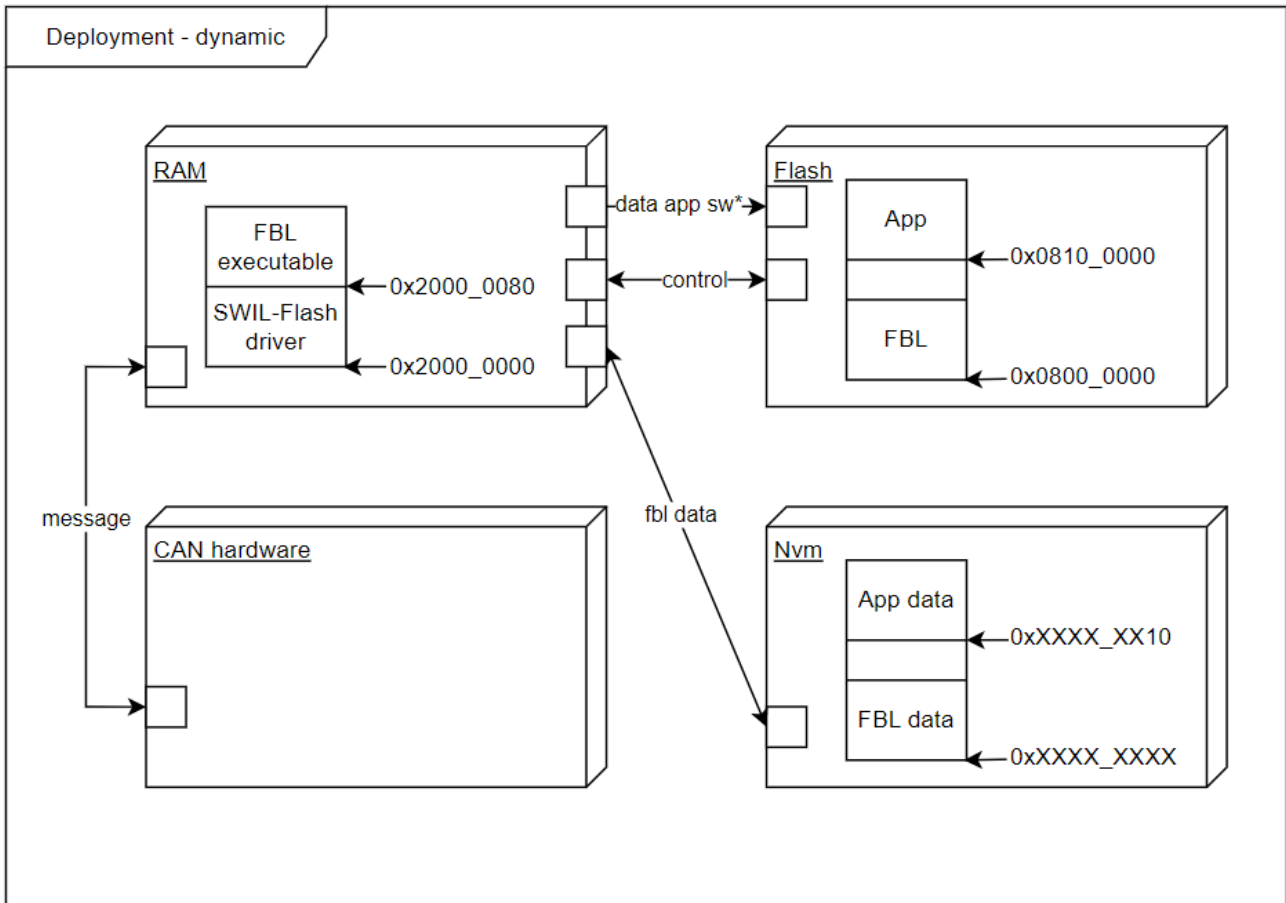 Deployment - dynamic
RAM
FBL
executable
0x2000_0080
SWIL-Flash
driver
0x2000_0000
data app sw*
control
Flash
App
0x0810_0000
FBL
0x0800_0000
message
fbl data
CAN hardware
Nvm
App data
0xXXXX_XX10
FBL data
0xXXXX_XXXX